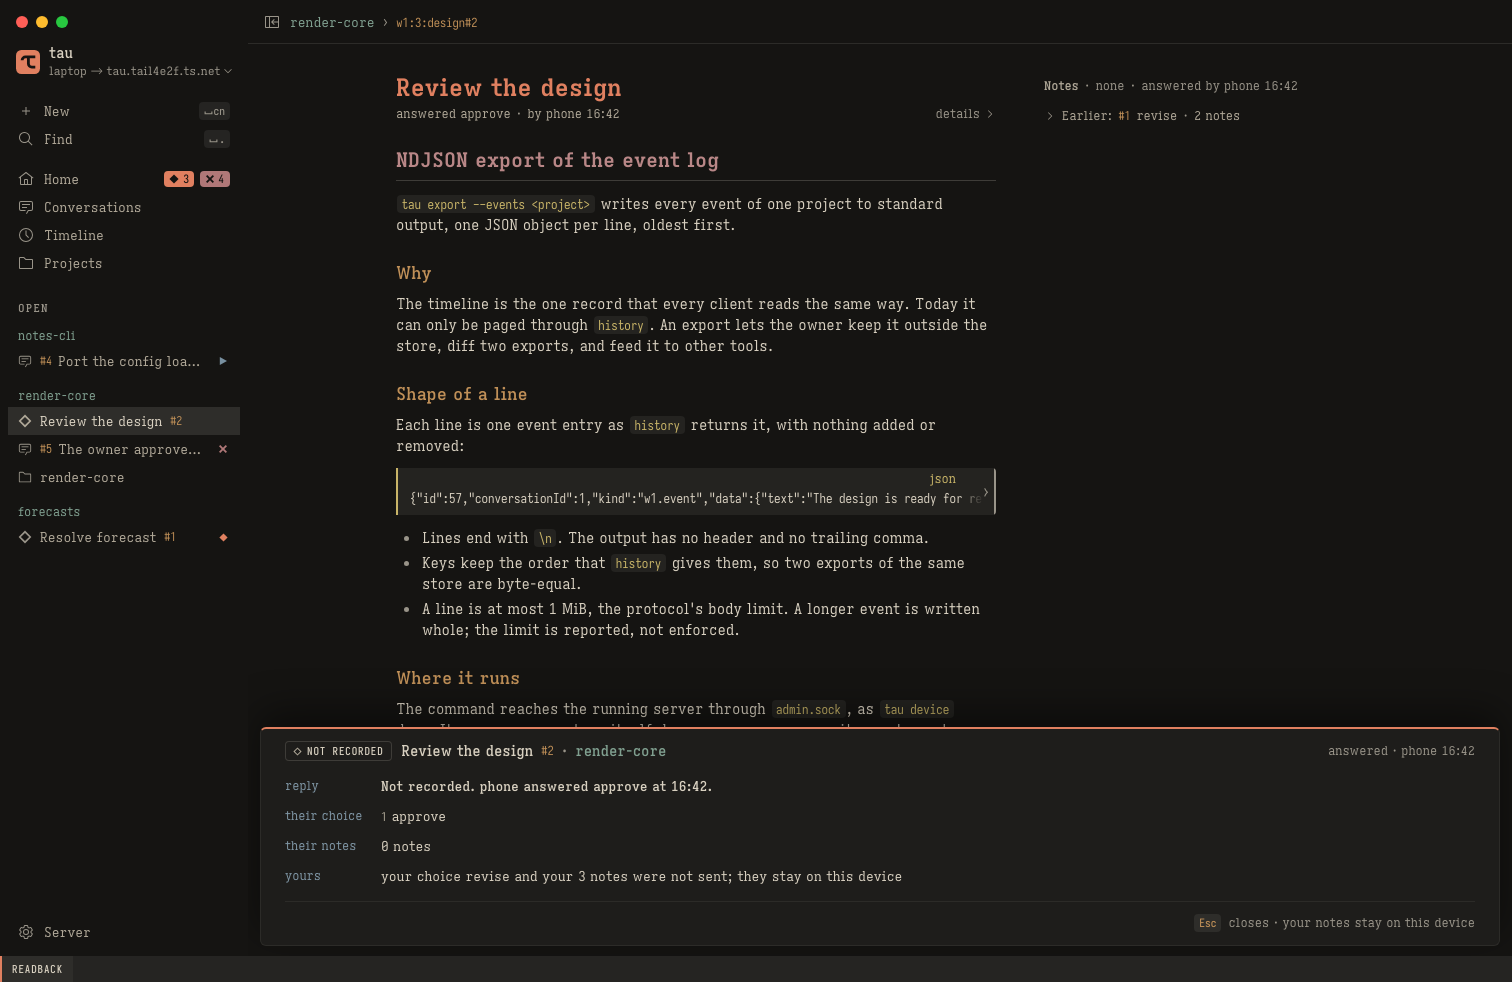 tau
laptop → tau.tail4e2f.ts.net
New ⎵cn
Find ⎵.
Home ◆ 3 ✕ 4
Conversations
Timeline
Projects
OPEN
notes-cli
#4 Port the config loa...
render-core
Review the design #2
#5 The owner approve...
render-core
forecasts
Resolve forecast #1
Server
READBACK
render-core › w1:3:design#2
Review the design
answered approve · by phone 16:42 details
NDJSON export of the event log
tau export --events <project> writes every event of one project to standard
output, one JSON object per line, oldest first.
Why
The timeline is the one record that every client reads the same way. Today it
can only be paged through history. An export lets the owner keep it outside the
store, diff two exports, and feed it to other tools.
Shape of a line
Each line is one event entry as history returns it, with nothing added or
removed:
json
{"id":57,"conversationId":1,"kind":"w1.event","data":{"text":"The design is ready for re
• Lines end with \n. The output has no header and no trailing comma.
• Keys keep the order that history gives them, so two exports of the same
store are byte-equal.
• A line is at most 1 MiB, the protocol's body limit. A longer event is written
whole; the limit is reported, not enforced.
Where it runs
The command reaches the running server through admin.sock, as tau device
Notes · none · answered by phone 16:42
Earlier: #1 revise · 2 notes
◇ NOT RECORDED Review the design #2 · render-core answered · phone 16:42
reply Not recorded. phone answered approve at 16:42.
their choice 1 approve
their notes 0 notes
yours your choice revise and your 3 notes were not sent; they stay on this device
Esc closes · your notes stay on this device